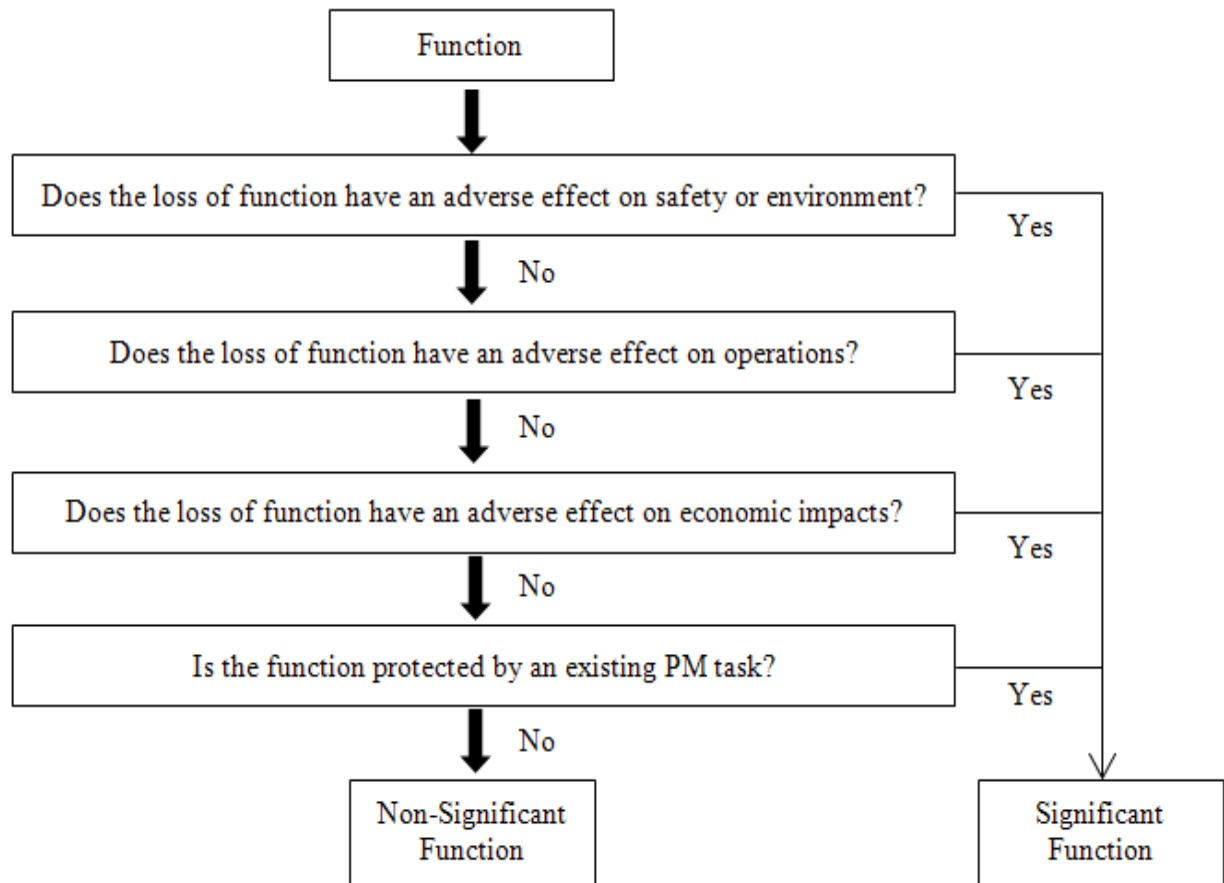 Function
Does the loss of function have an adverse effect on safety or environment?
Yes
No
Does the loss of function have an adverse effect on operations?
Yes
No
Does the loss of function have an adverse effect on economic impacts?
Yes
No
Is the function protected by an existing PM task?
Yes
No
Non-Significant
Function
Significant
Function